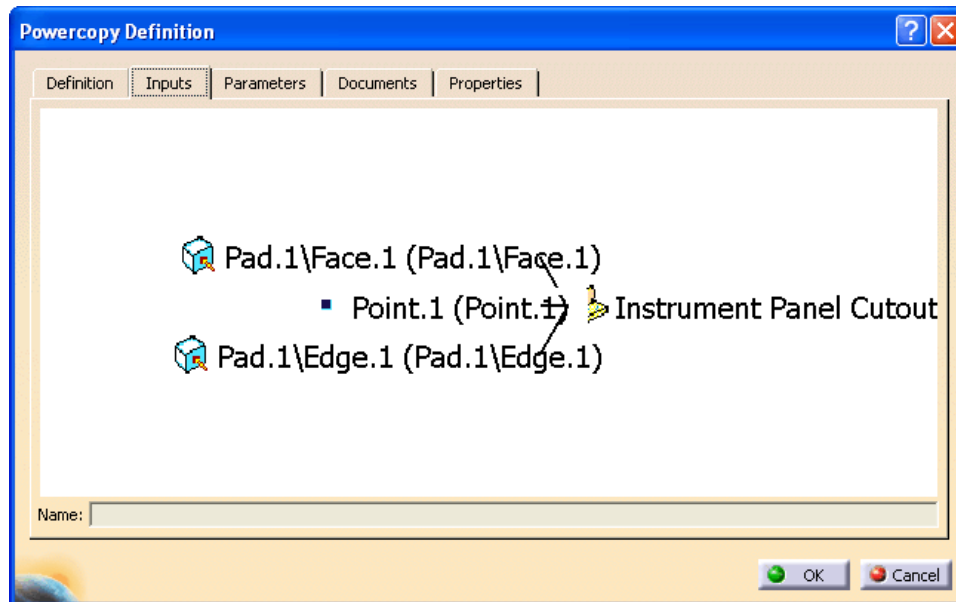 Powercopy Definition
Definition Inputs Parameters Documents Properties
Pad.1\Face.1 (Pad.1\Face.1)
Point.1 (Point.1) Instrument Panel Cutout
Pad.1\Edge.1 (Pad.1\Edge.1)
Name:
OK Cancel